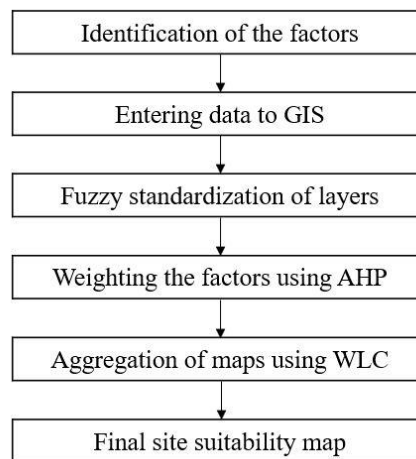 Identification of the factors
Entering data to GIS
Fuzzy standardization of layers
Weighting the factors using AHP
Aggregation of maps using WLC
Final site suitability map